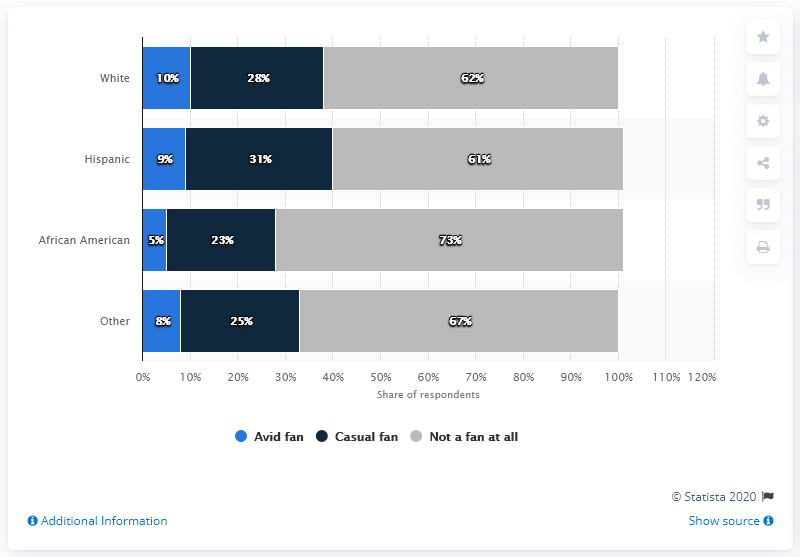 White 10% 28% 62%
Hispanic 9% 31% 61%
African American 5% 23% 73%
Other 8% 25% 67%
0% 10% 20% 30% 40% 50% 60% 70% 80% 90% 100% 110% 120%
Share of respondents
Avid fan Casual fan Not a fan at all
© Statista 2020
Additional Information Show source